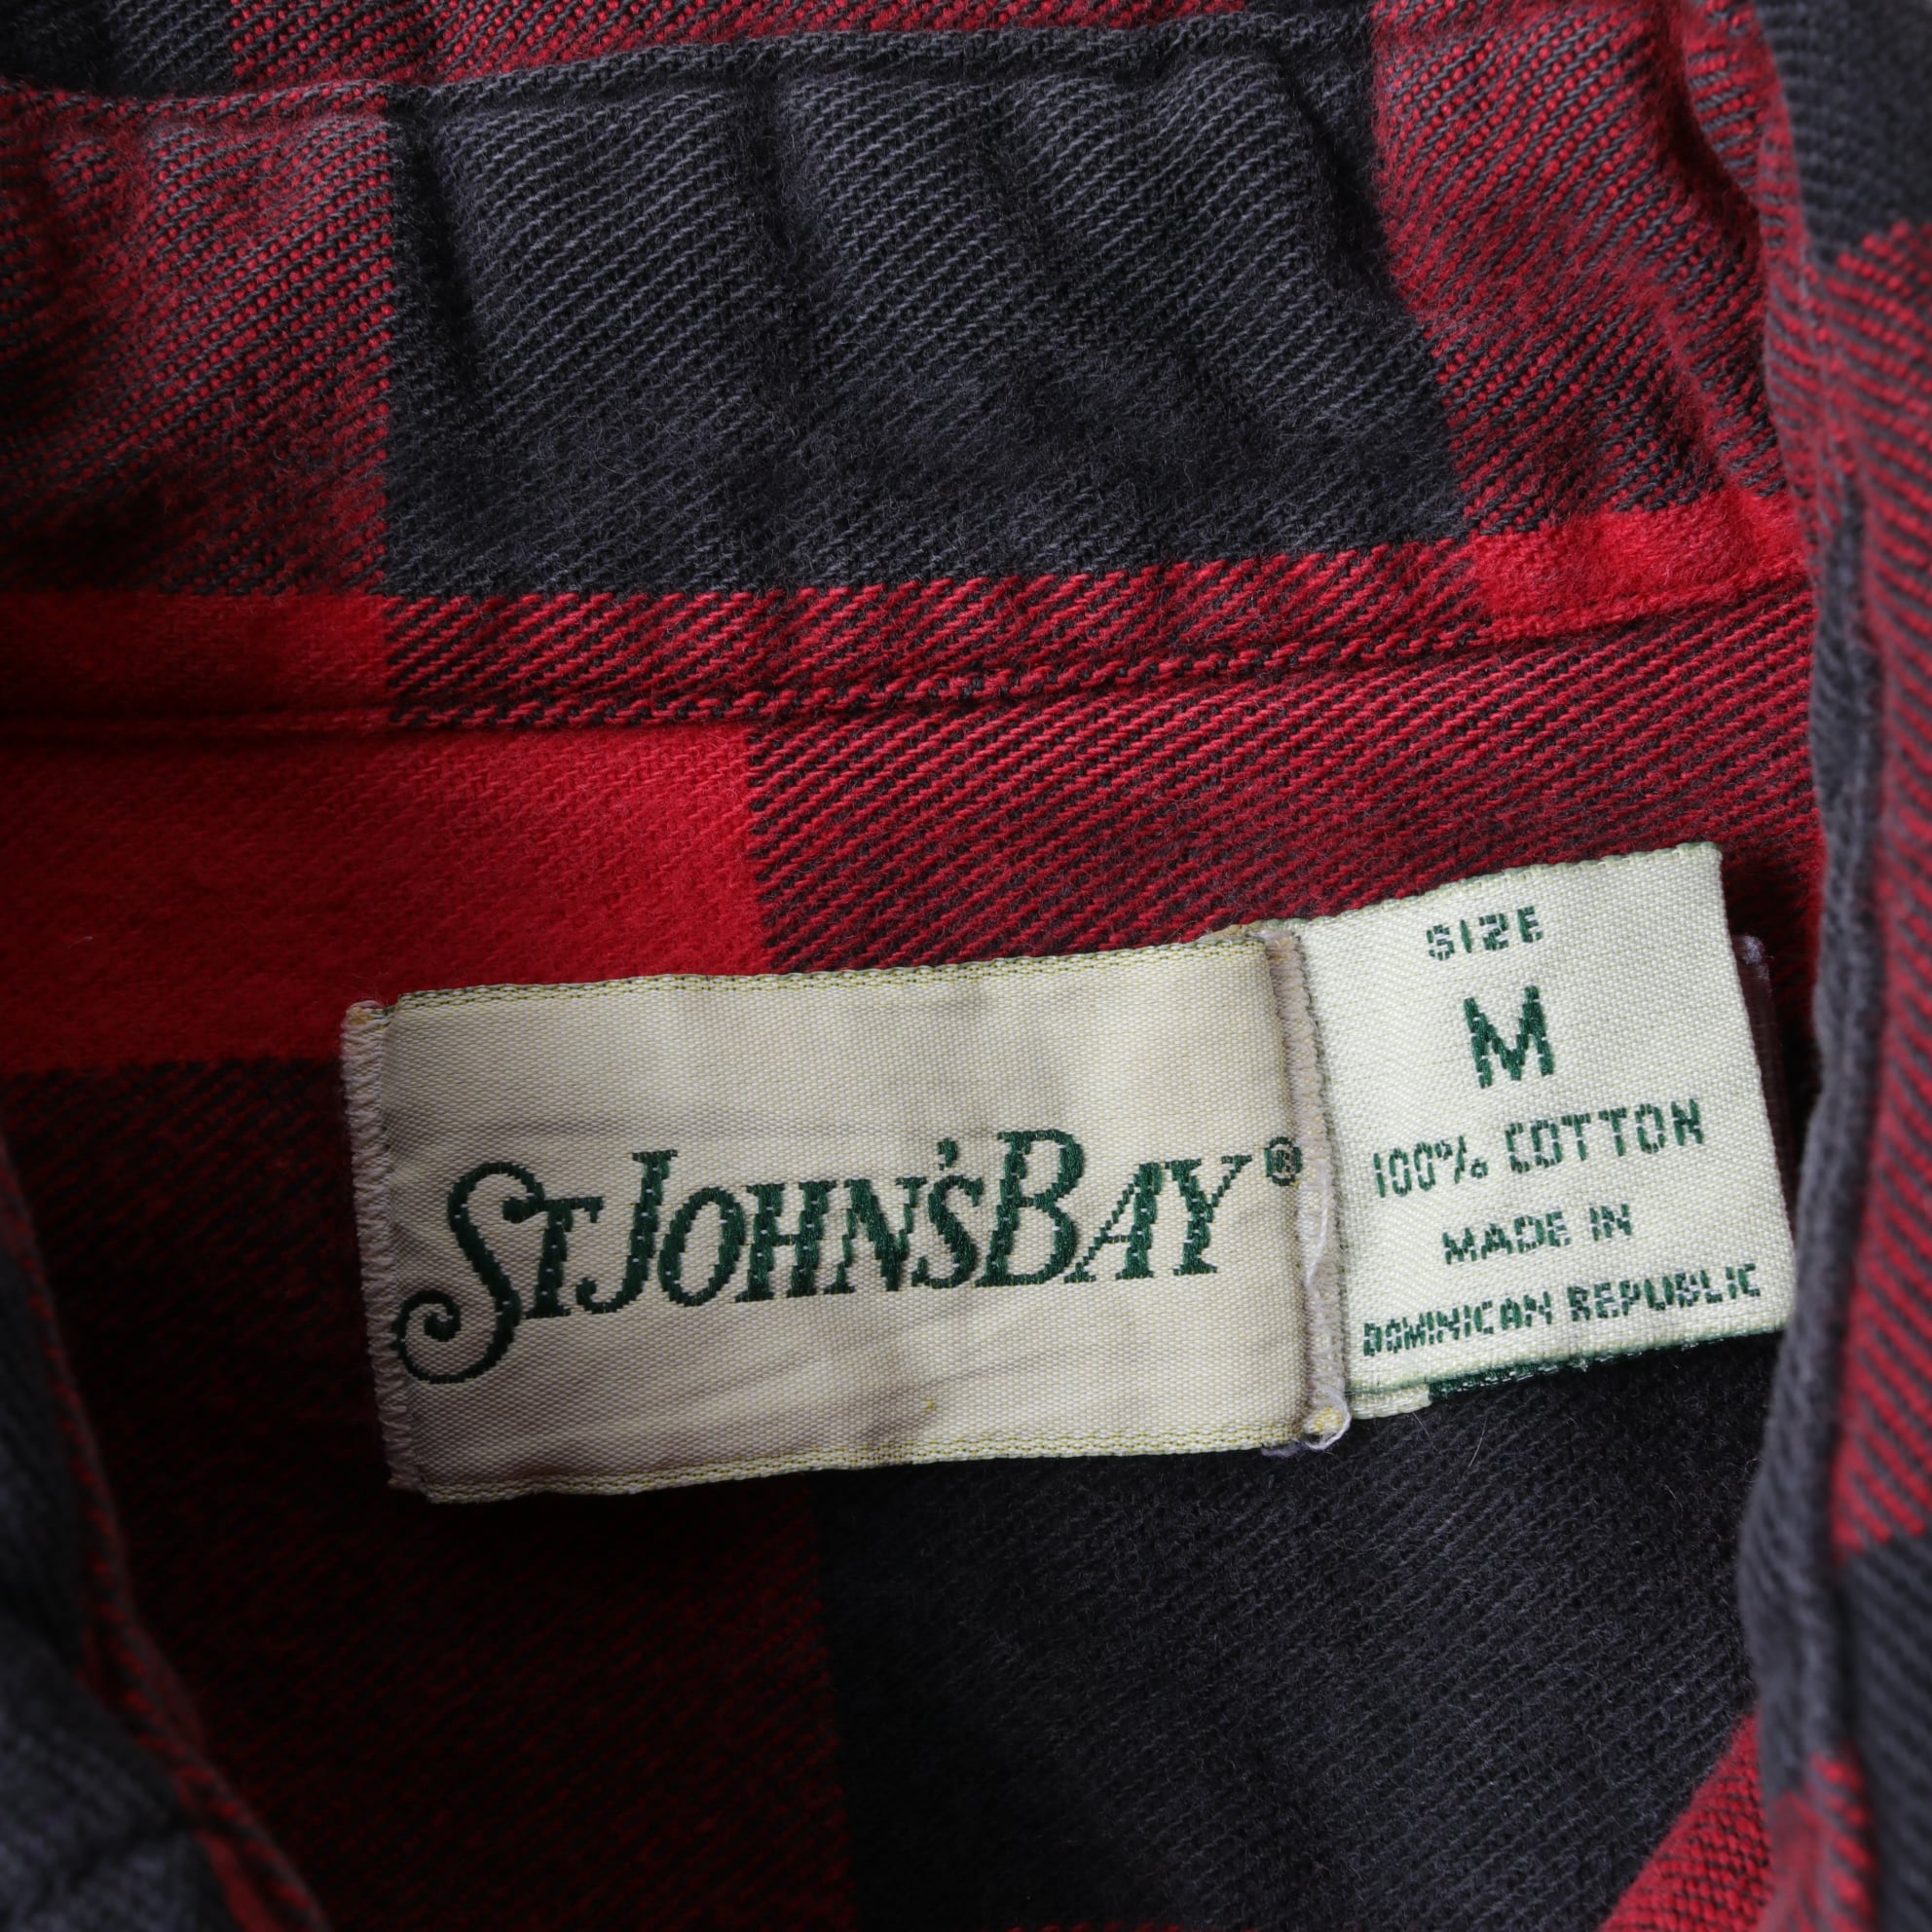 ST JOHN'S BAY®
SIZE
M
100% COTTON
MADE IN
DOMINICAN REPUBLIC